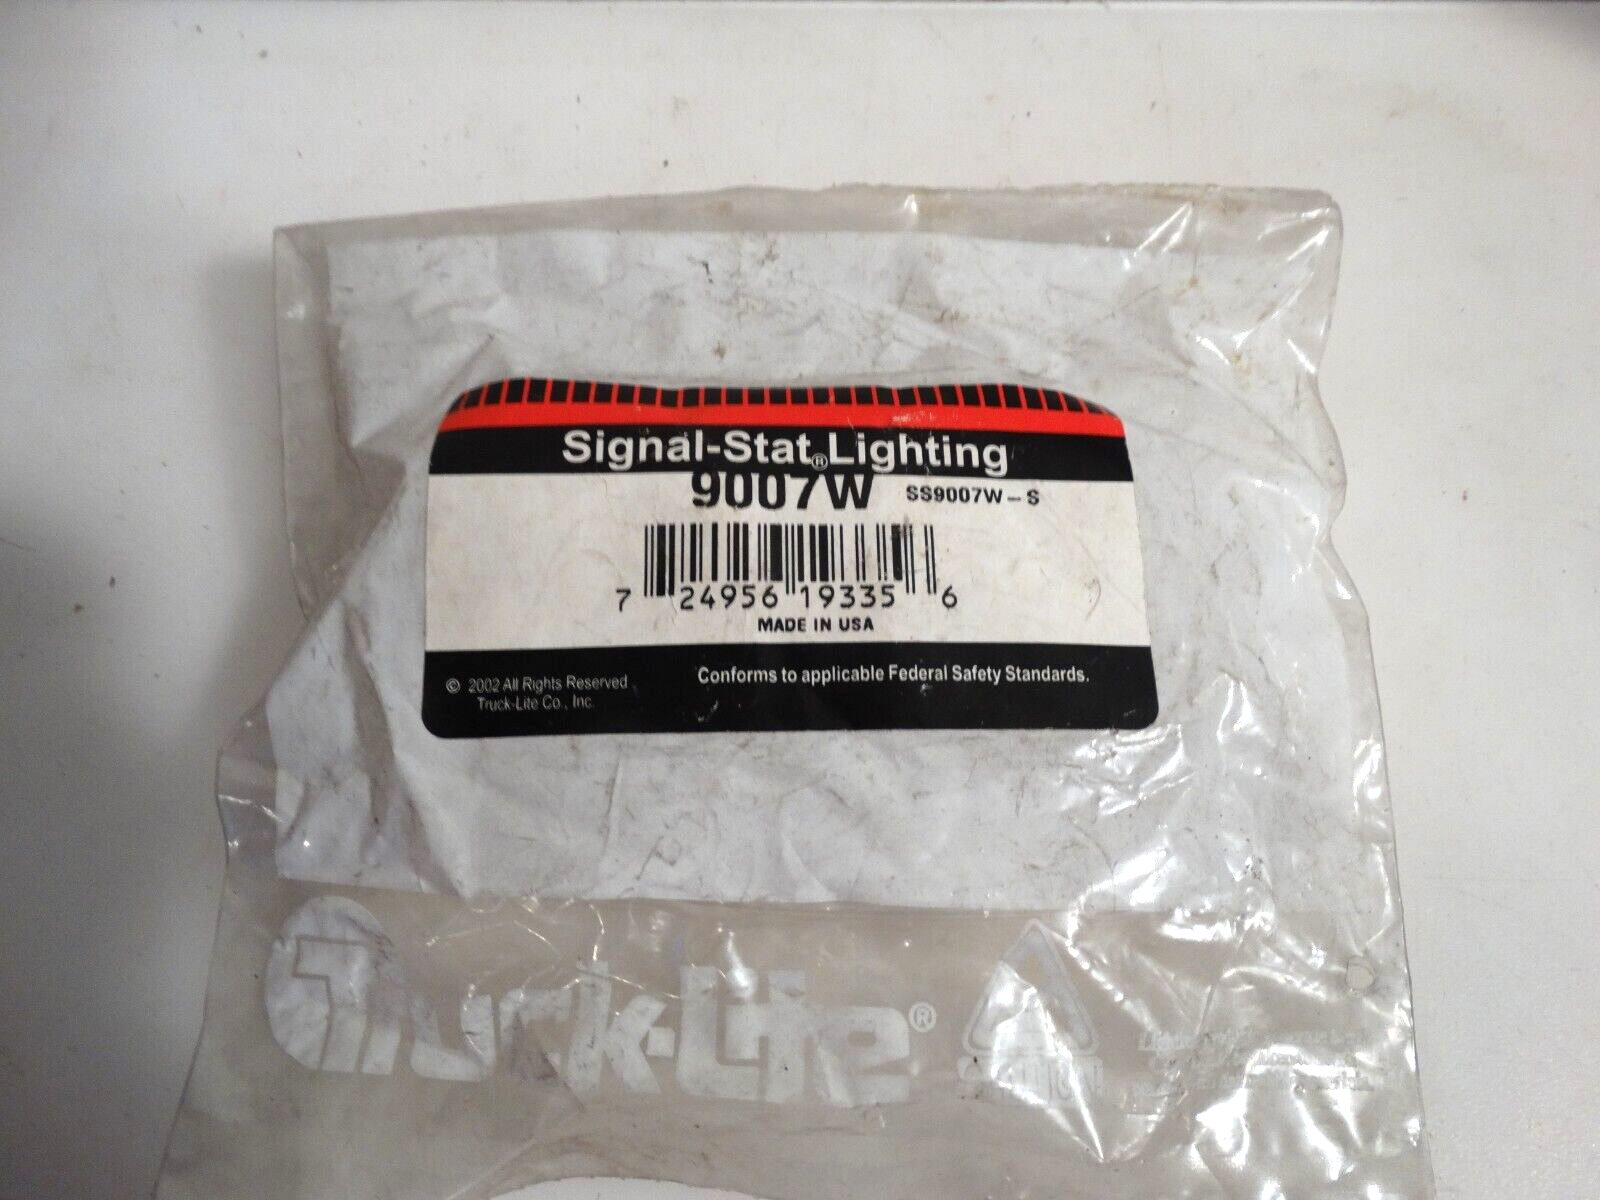 Signal-Stat® Lighting
9007W SS9007W-S
7 24956 19335 6
MADE IN USA
© 2002 All Rights Reserved
Truck-Lite Co., Inc.
Conforms to applicable Federal Safety Standards.
Truck-Lite®
CAUTION